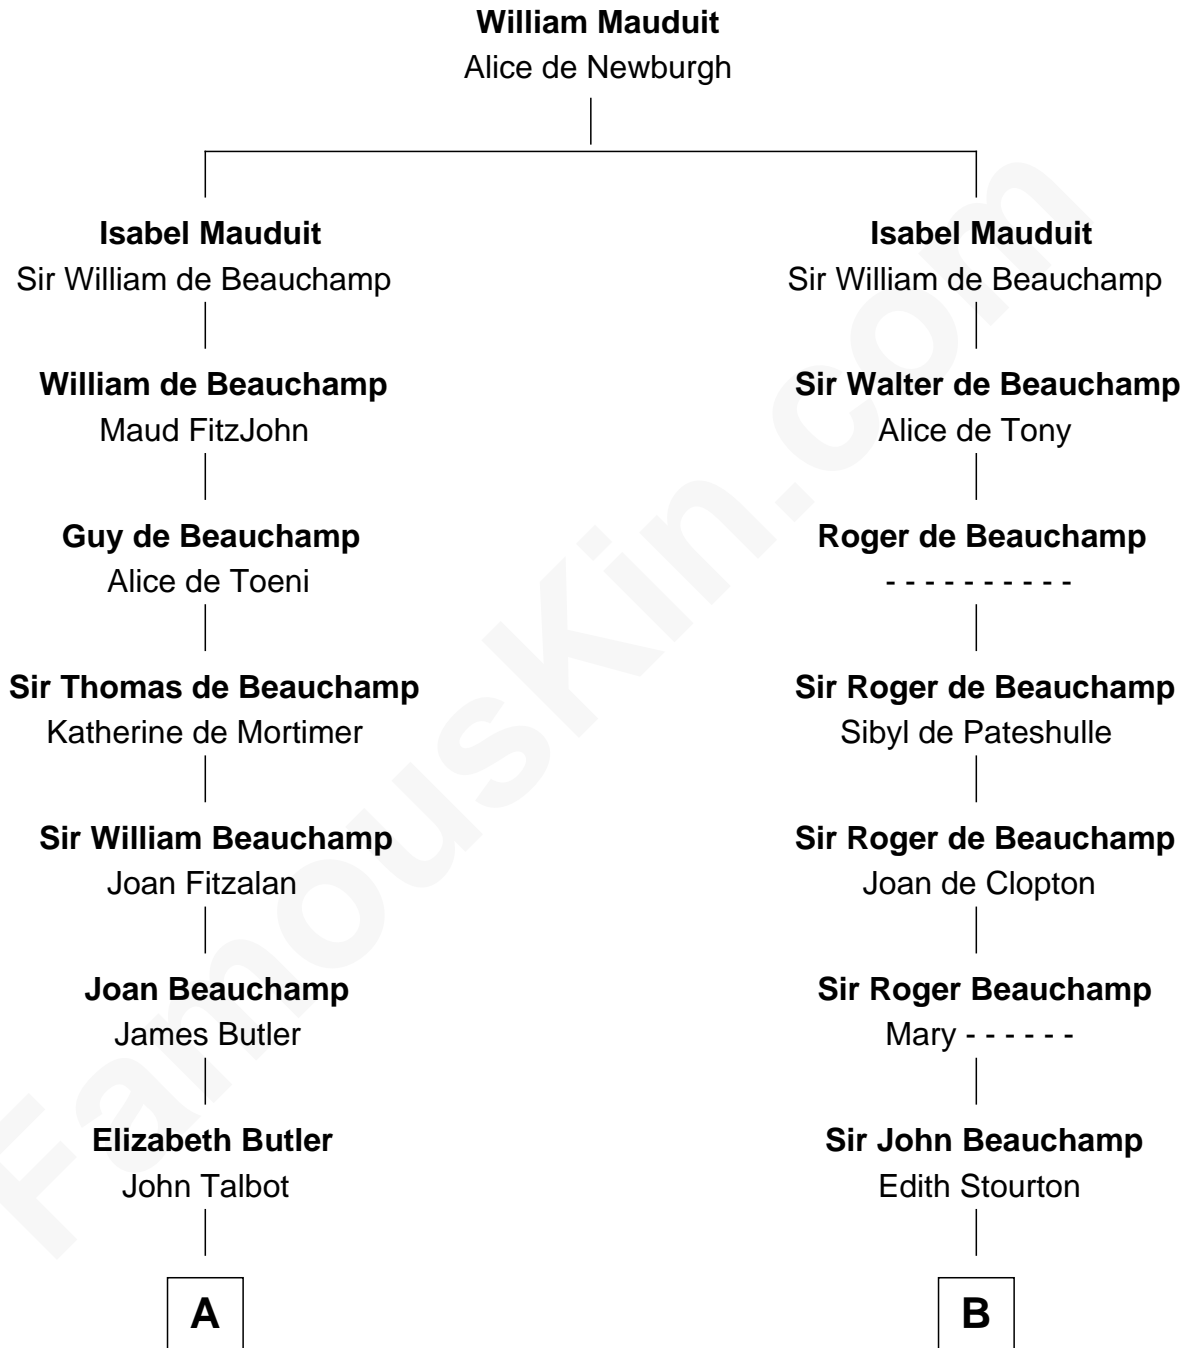 William Mauduit
Alice de Newburgh
Isabel Mauduit
Sir William de Beauchamp
Isabel Mauduit
Sir William de Beauchamp
William de Beauchamp
Maud FitzJohn
Sir Walter de Beauchamp
Alice de Tony
Guy de Beauchamp
Alice de Toeni
Roger de Beauchamp
- - - - - - - - - -
Sir Thomas de Beauchamp
Katherine de Mortimer
Sir Roger de Beauchamp
Sibyl de Pateshulle
Sir William Beauchamp
Joan Fitzalan
Sir Roger de Beauchamp
Joan de Clopton
Joan Beauchamp
James Butler
Sir Roger Beauchamp
Mary - - - - - -
Elizabeth Butler
John Talbot
Sir John Beauchamp
Edith Stourton
A
B
FamousKin.com